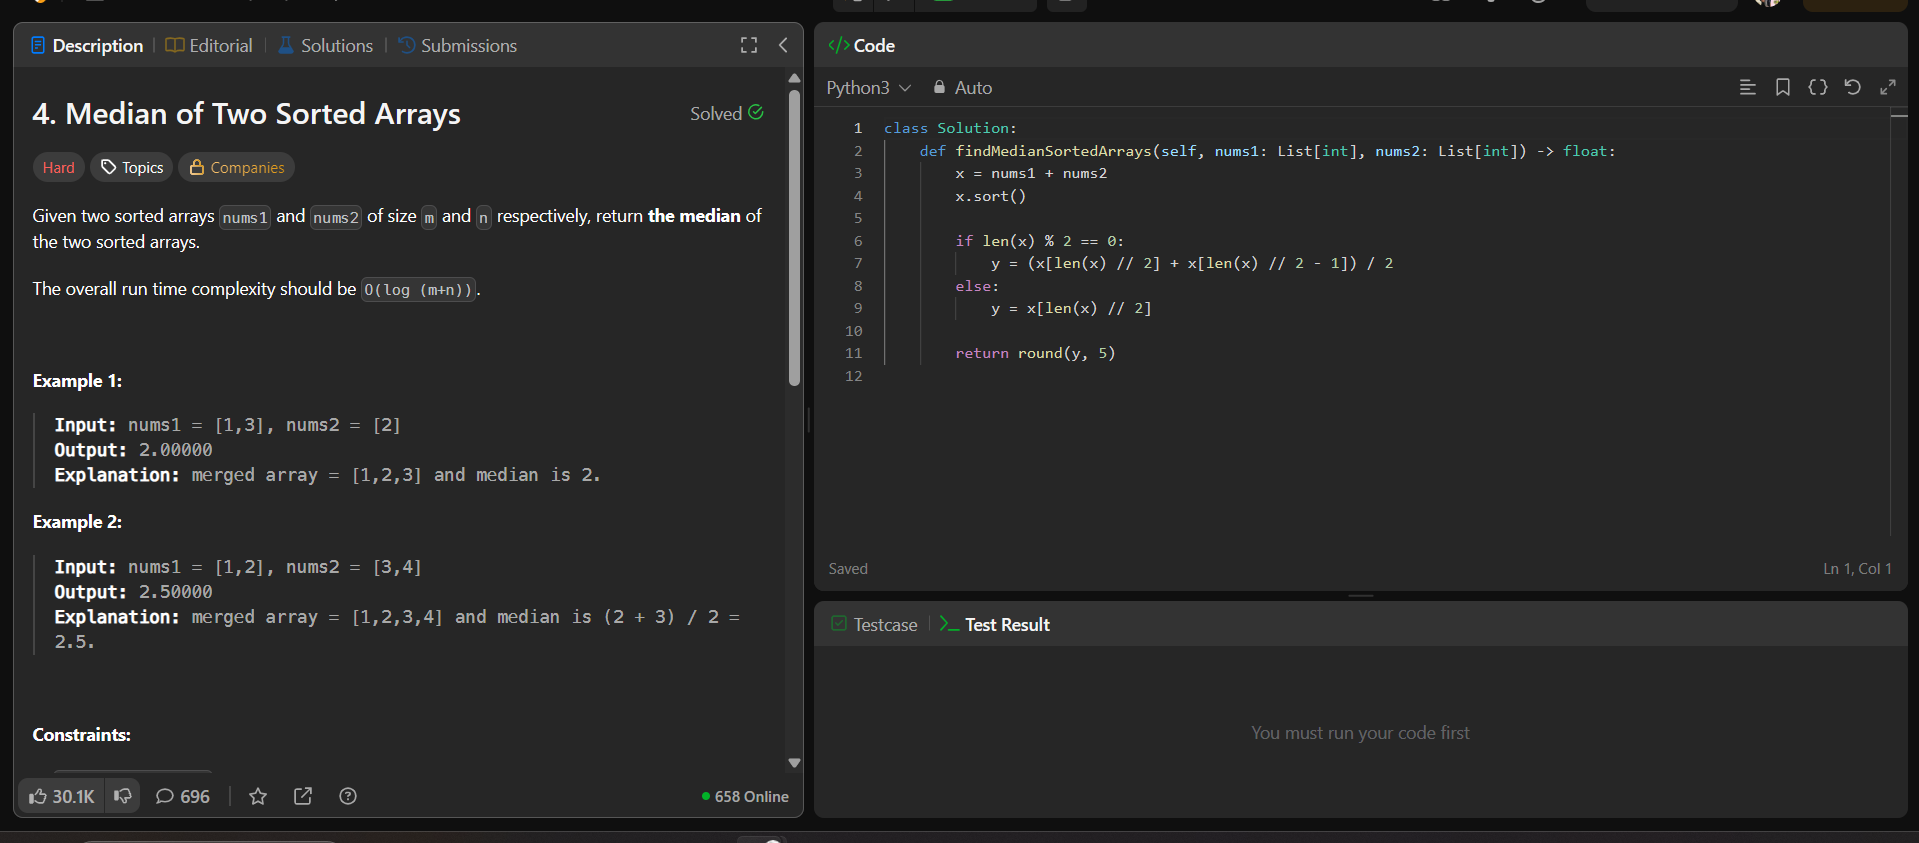 Description
Editorial
Solutions
Submissions
4. Median of Two Sorted Arrays
Solved
Hard
Topics
Companies
Given two sorted arrays nums1 and nums2 of size m and n respectively, return the median of
the two sorted arrays.
The overall run time complexity should be O(log (m+n)).
Example 1:
Input: nums1 = [1,3], nums2 = [2]
Output: 2.00000
Explanation: merged array = [1,2,3] and median is 2.
Example 2:
Input: nums1 = [1,2], nums2 = [3,4]
Output: 2.50000
Explanation: merged array = [1,2,3,4] and median is (2 + 3) / 2 =
2.5.
Constraints:
30.1K
696
658 Online
</> Code
Python3
Auto
1 class Solution:
2 def findMedianSortedArrays(self, nums1: List[int], nums2: List[int]) -> float:
3 x = nums1 + nums2
4 x.sort()
5
6 if len(x) % 2 == 0:
7 y = (x[len(x) // 2] + x[len(x) // 2 - 1]) / 2
8 else:
9 y = x[len(x) // 2]
10
11 return round(y, 5)
12
Saved
Ln 1, Col 1
Testcase
Test Result
You must run your code first